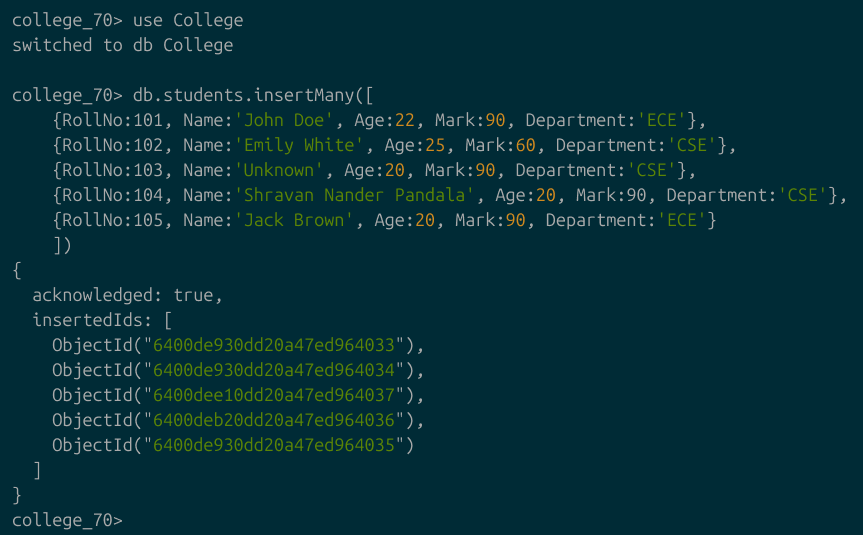 college_70> use College
switched to db College

college_70> db.students.insertMany([
    {RollNo:101, Name:'John Doe', Age:22, Mark:90, Department:'ECE'},
    {RollNo:102, Name:'Emily White', Age:25, Mark:60, Department:'CSE'},
    {RollNo:103, Name:'Unknown', Age:20, Mark:90, Department:'CSE'},
    {RollNo:104, Name:'Shravan Nander Pandala', Age:20, Mark:90, Department:'CSE'},
    {RollNo:105, Name:'Jack Brown', Age:20, Mark:90, Department:'ECE'}
    ])
{
  acknowledged: true,
  insertedIds: [
    ObjectId("6400de930dd20a47ed964033"),
    ObjectId("6400de930dd20a47ed964034"),
    ObjectId("6400dee10dd20a47ed964037"),
    ObjectId("6400deb20dd20a47ed964036"),
    ObjectId("6400de930dd20a47ed964035")
  ]
}
college_70>